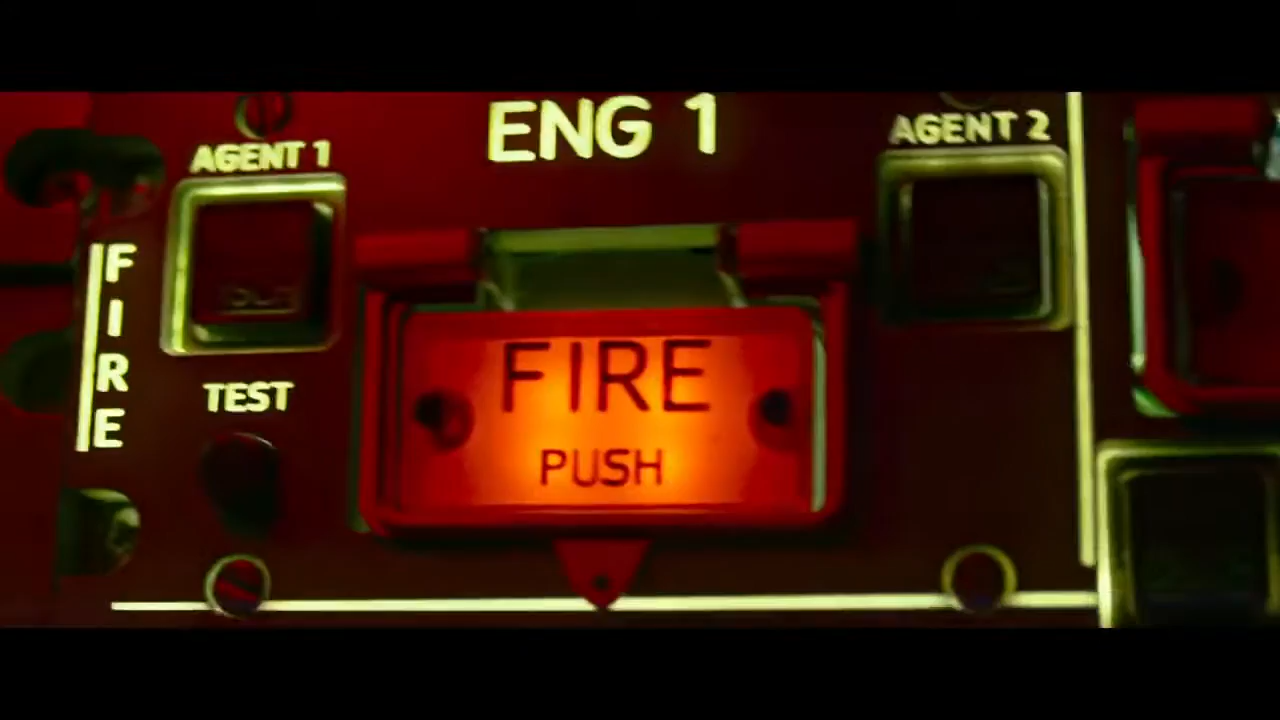 ENG 1
AGENT 1
AGENT 2
FIRE
TEST
FIRE
PUSH